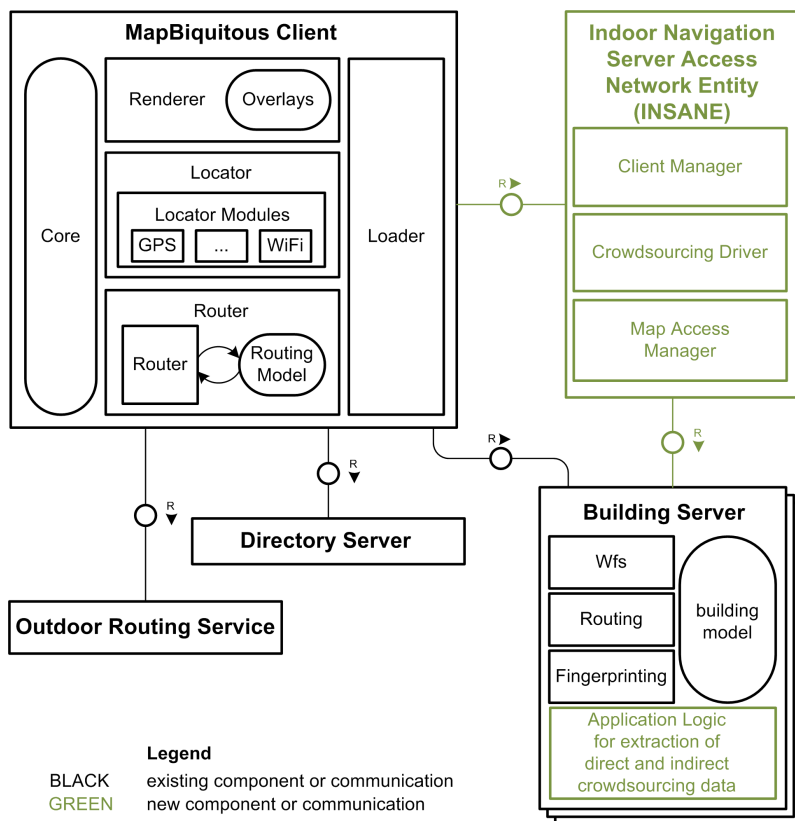 MapBiquitous Client
Core
Renderer
Overlays
Locator
Locator Modules
GPS
...
WiFi
Router
Router
Routing
Model
Loader
R
Indoor Navigation
Server Access
Network Entity
(INSANE)
Client Manager
Crowdsourcing Driver
Map Access
Manager
R
R
R
R
Directory Server
Outdoor Routing Service
Building Server
Wfs
Routing
Fingerprinting
building
model
Application Logic
for extraction of
direct and indirect
crowdsourcing data
Legend
BLACK existing component or communication
GREEN new component or communication